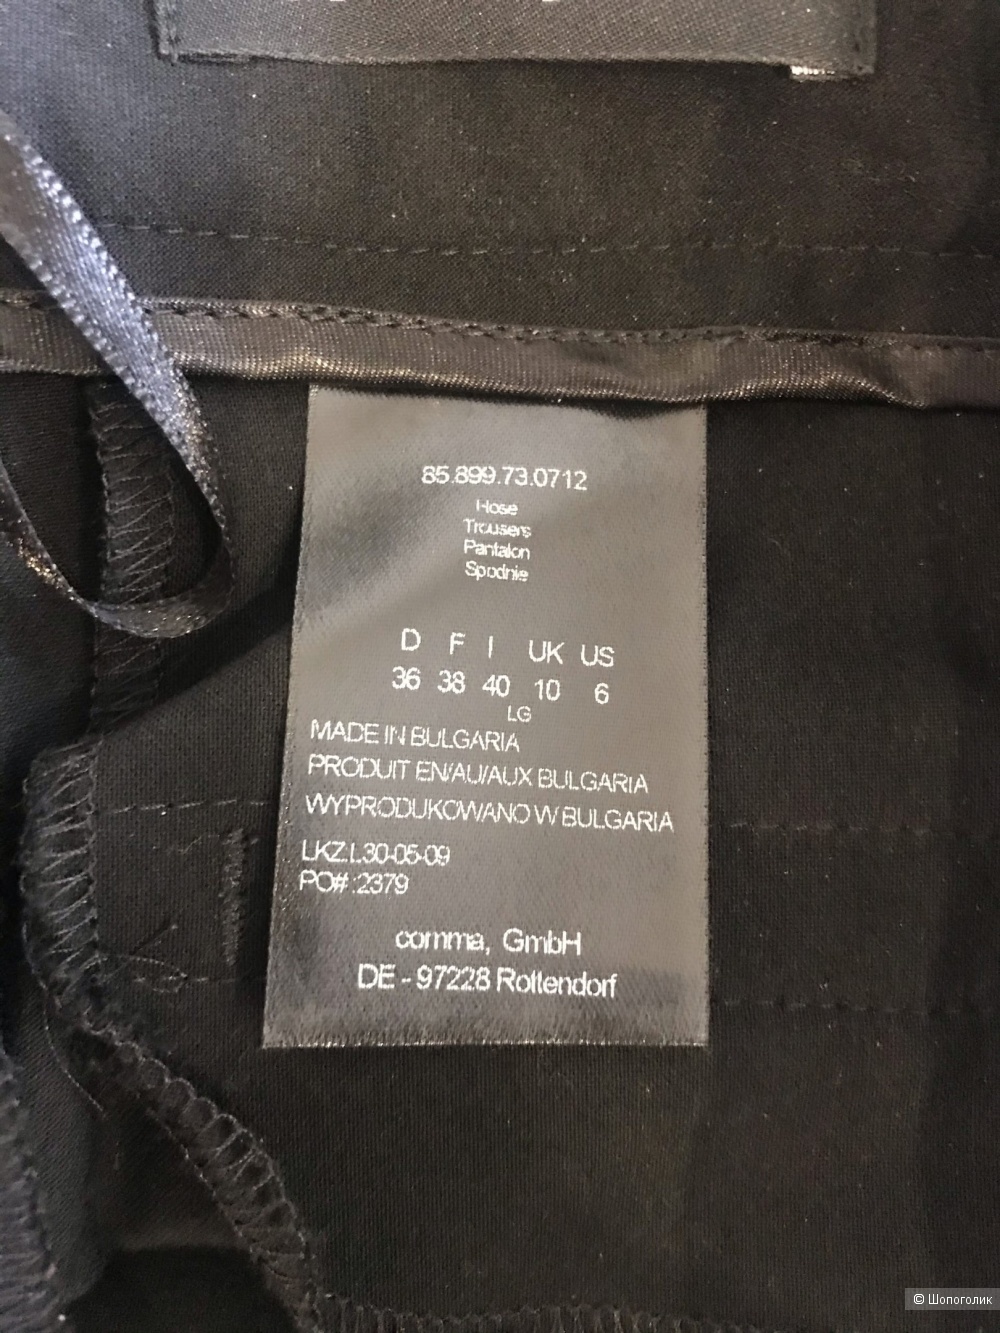 85.899.73.0712
Hose
Trousers
Pantalon
Spodnie
D F I UK US
36 38 40 10 6
LG
MADE IN BULGARIA
PRODUIT EN/AU/AUX BULGARIA
WYPRODUKOWANO W BULGARIA
LKZ.I.30-05-09
PO# :2379
comma, GmbH
DE - 97228 Rottendorf
© Шопоголик